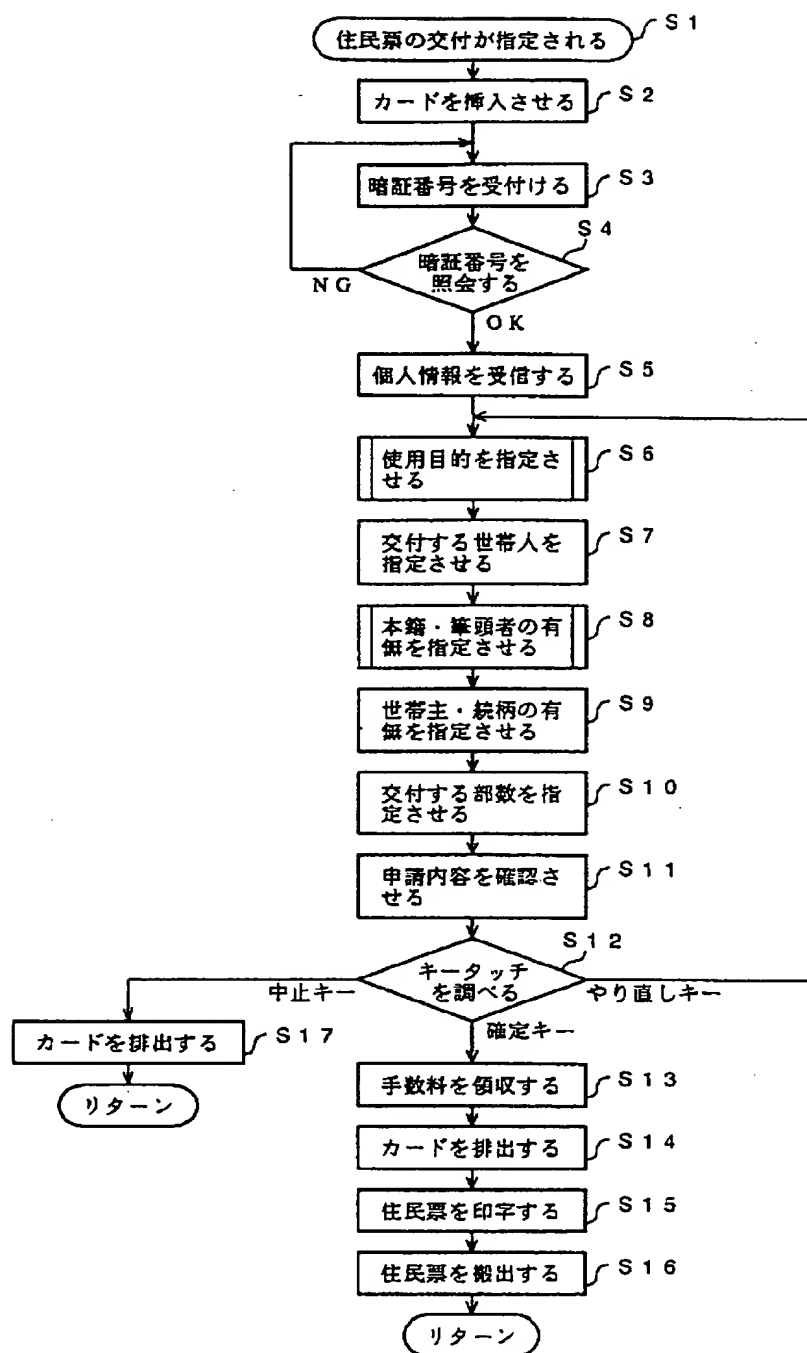 住民票の交付が指定される
S1
カードを挿入させる
S2
暗証番号を受付ける
S3
暗証番号を
照会する
S4
NG
OK
個人情報を受信する
S5
使用目的を指定さ
せる
S6
交付する世帯人を
指定させる
S7
本籍・筆頭者の有
無を指定させる
S8
世帯主・続柄の有
無を指定させる
S9
交付する部数を指
定させる
S10
申請内容を確認さ
せる
S11
キータッチ
を調べる
S12
中止キー
やり直しキー
確定キー
カードを排出する
S17
リターン
手数料を領収する
S13
カードを排出する
S14
住民票を印字する
S15
住民票を搬出する
S16
リターン